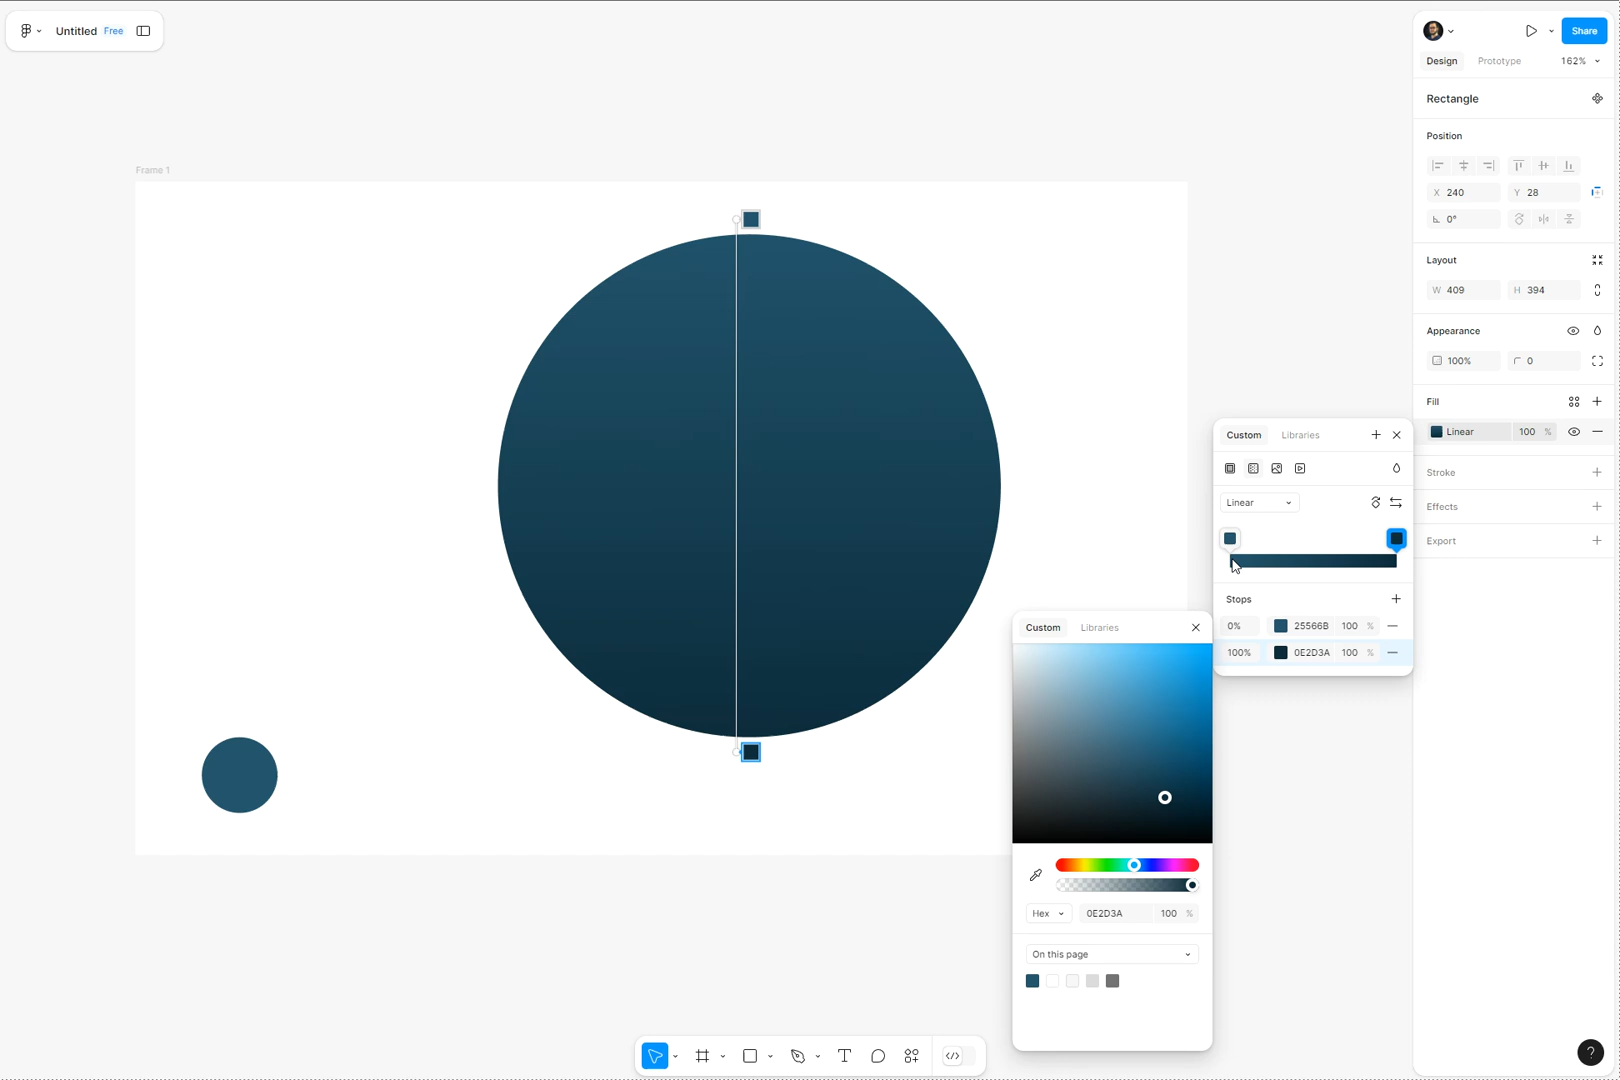 Untitled Free
Share
Design Prototype 162%
Rectangle
Position
X 240 Y 28
0°
Layout
W 409 H 394
Appearance
100% 0
Fill
Linear 100 %
Stroke
Effects
Export
Frame 1
Custom Libraries
Linear
Stops
0% 25566B 100 %
100% 0E2D3A 100 %
Custom Libraries
Hex 0E2D3A 100 %
On this page
T
?